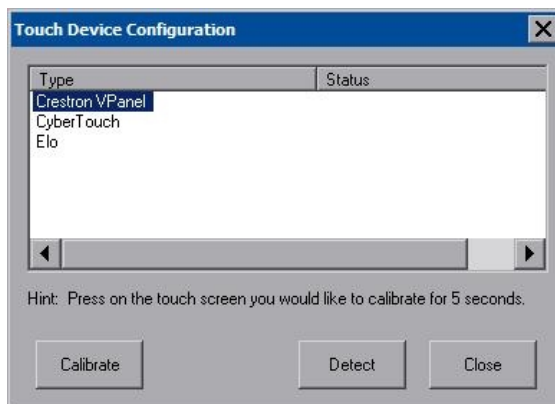 Touch Device Configuration
Type Status
Crestron VPanel
CyberTouch
Elo
Hint: Press on the touch screen you would like to calibrate for 5 seconds.
Calibrate Detect Close